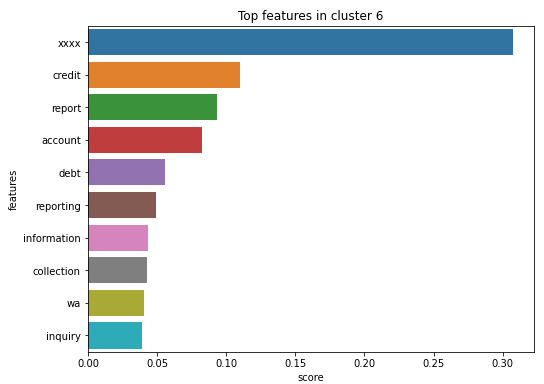 Top features in cluster 6
features
xxxx
credit
report
account
debt
reporting
information
collection
wa
inquiry
0.00 0.05 0.10 0.15 0.20 0.25 0.30
score